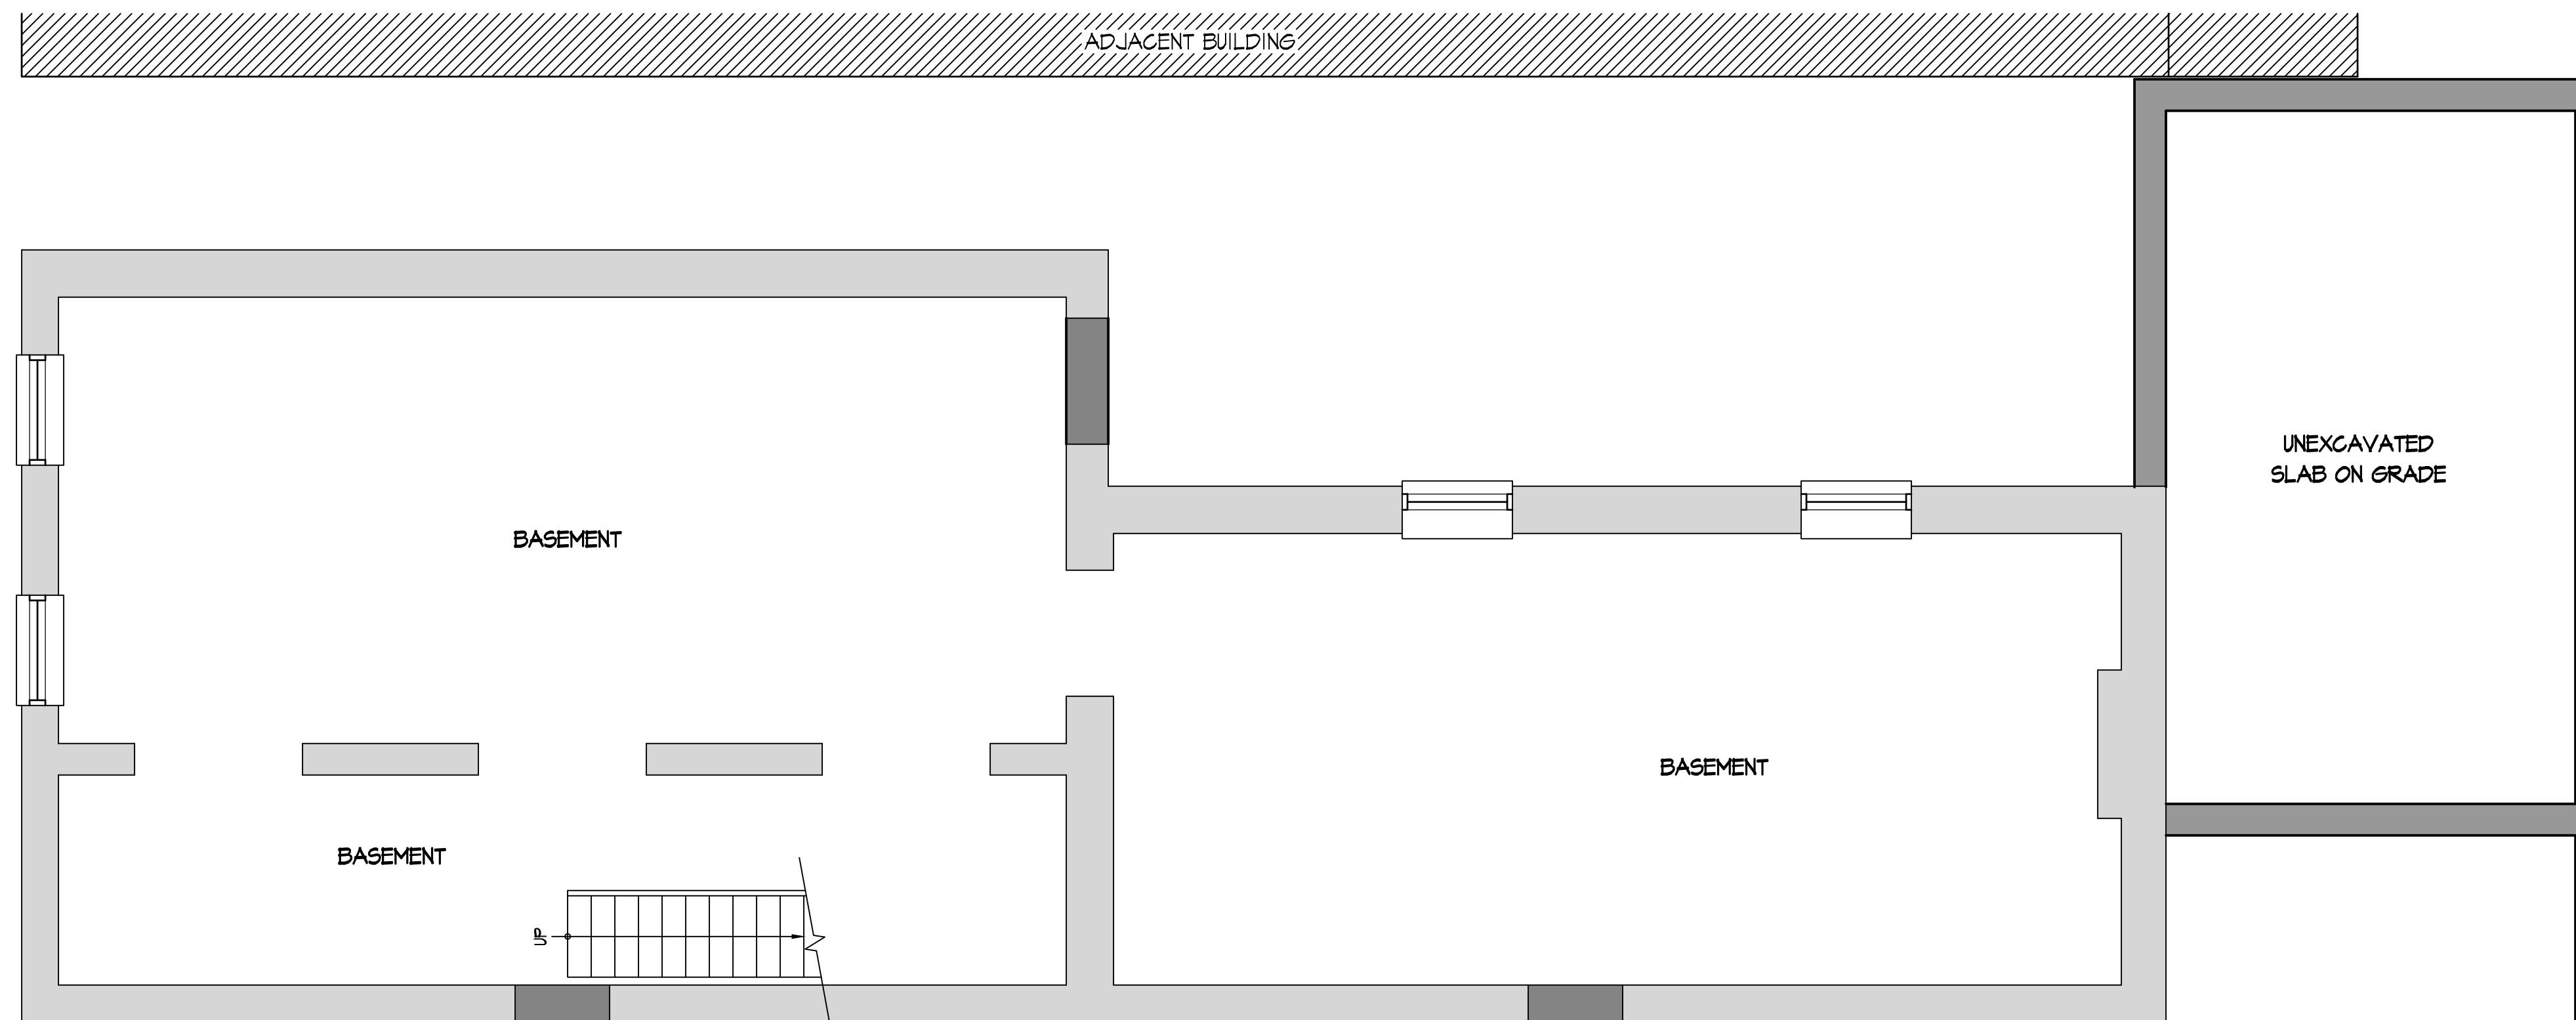 ADJACENT BUILDING
UNEXCAVATED
SLAB ON GRADE
BASEMENT
BASEMENT
BASEMENT
UP